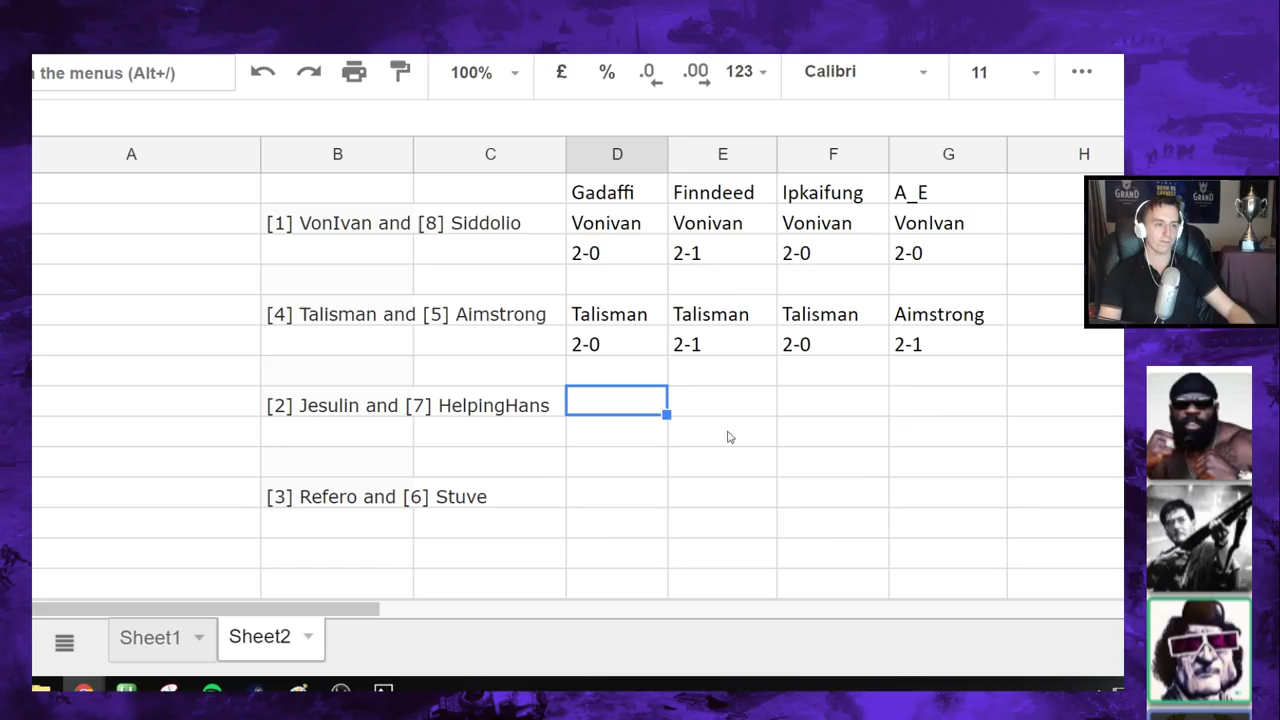 n the menus (Alt+/) 100% £ % .0 .00 123 Calibri 11
A B C D E F G H
Gadaffi Finndeed Ipkaifung A_E
[1] VonIvan and [8] Siddolio Vonivan Vonivan Vonivan VonIvan
2-0 2-1 2-0 2-0
[4] Talisman and [5] Aimstrong Talisman Talisman Talisman Aimstrong
2-0 2-1 2-0 2-1
[2] Jesulin and [7] HelpingHans
[3] Refero and [6] Stuve
Sheet1 Sheet2